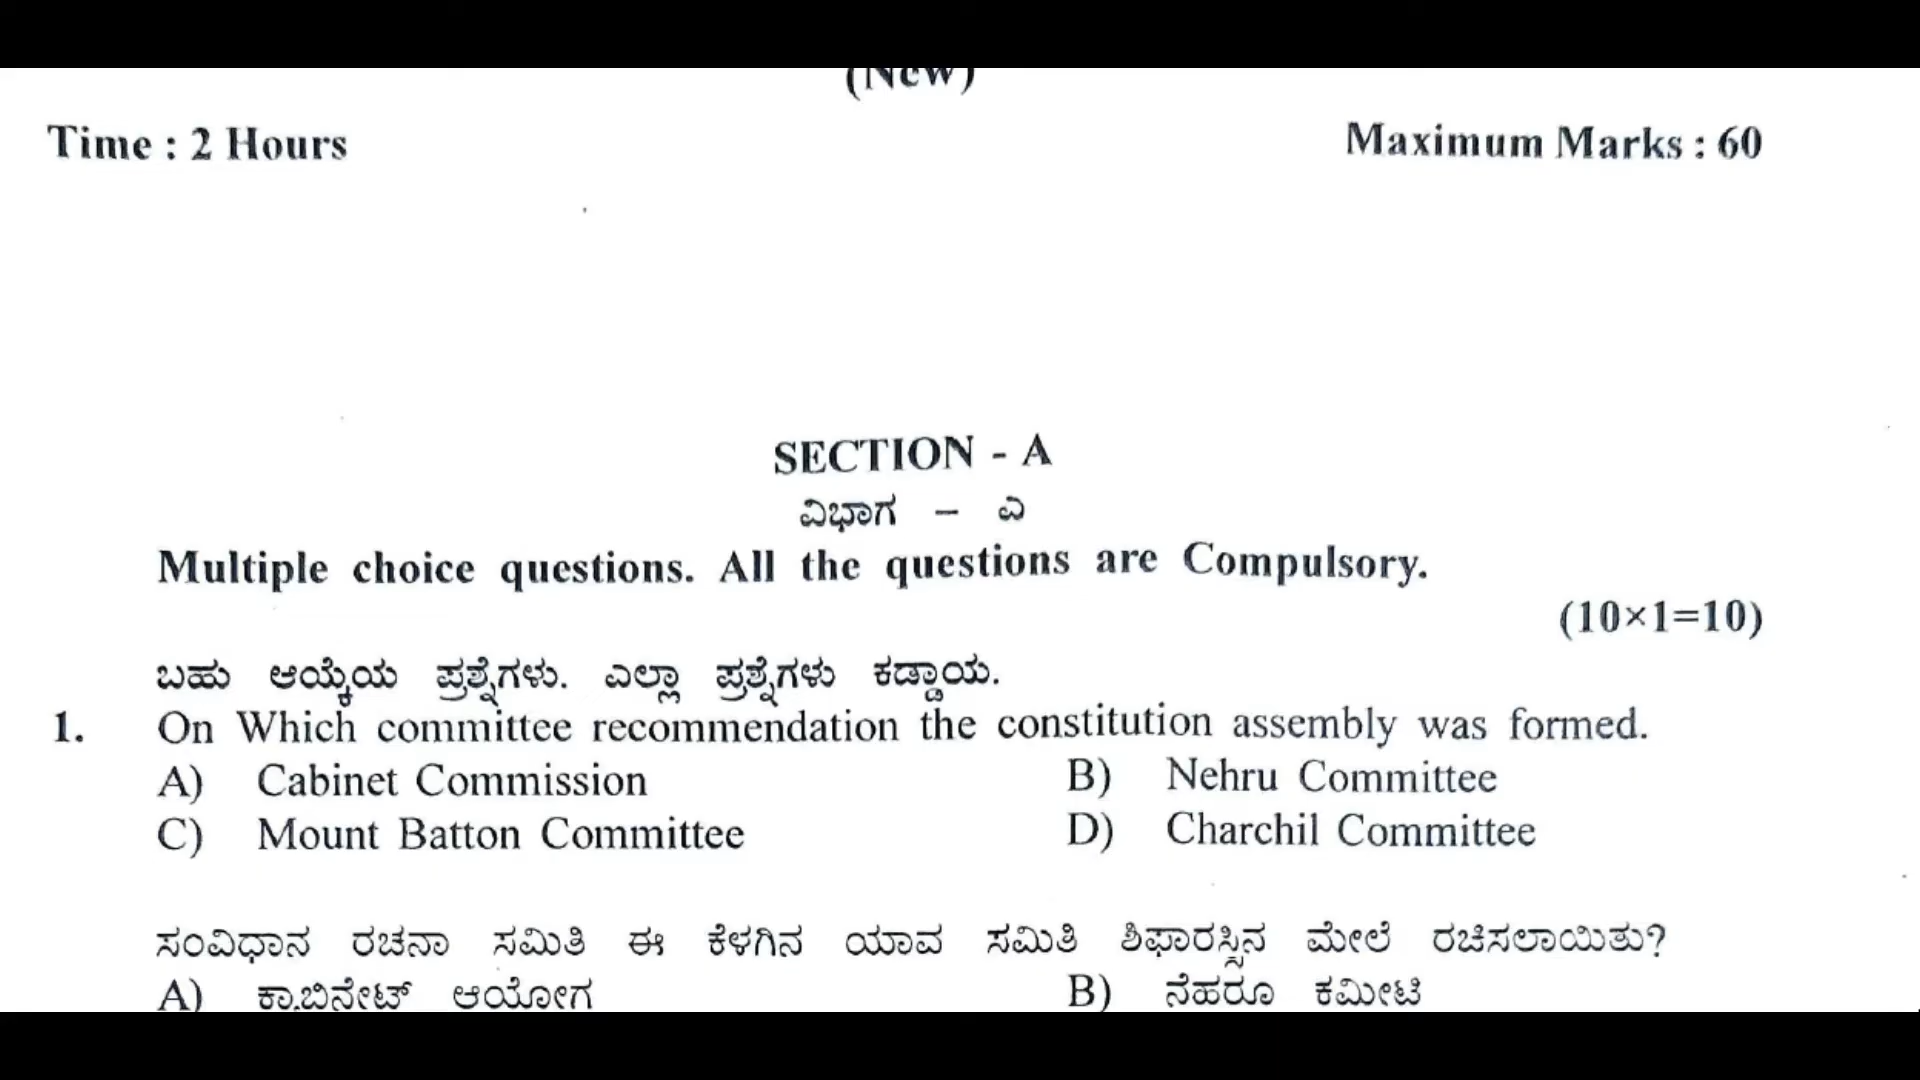 (New)
Time : 2 Hours Maximum Marks : 60
SECTION - A
ವಿಭಾಗ – ಎ
Multiple choice questions. All the questions are Compulsory.
(10×1=10)
ಬಹು ಆಯ್ಕೆಯ ಪ್ರಶ್ನೆಗಳು. ಎಲ್ಲಾ ಪ್ರಶ್ನೆಗಳು ಕಡ್ಡಾಯ.
1. On Which committee recommendation the constitution assembly was formed.
A) Cabinet Commission B) Nehru Committee
C) Mount Batton Committee D) Charchil Committee
ಸಂವಿಧಾನ ರಚನಾ ಸಮಿತಿ ಈ ಕೆಳಗಿನ ಯಾವ ಸಮಿತಿ ಶಿಫಾರಸ್ಸಿನ ಮೇಲೆ ರಚಿಸಲಾಯಿತು?
A) ಕ್ಯಾಬಿನೇಟ್ ಆಯೋಗ B) ನೆಹರೂ ಕಮೀಟಿ